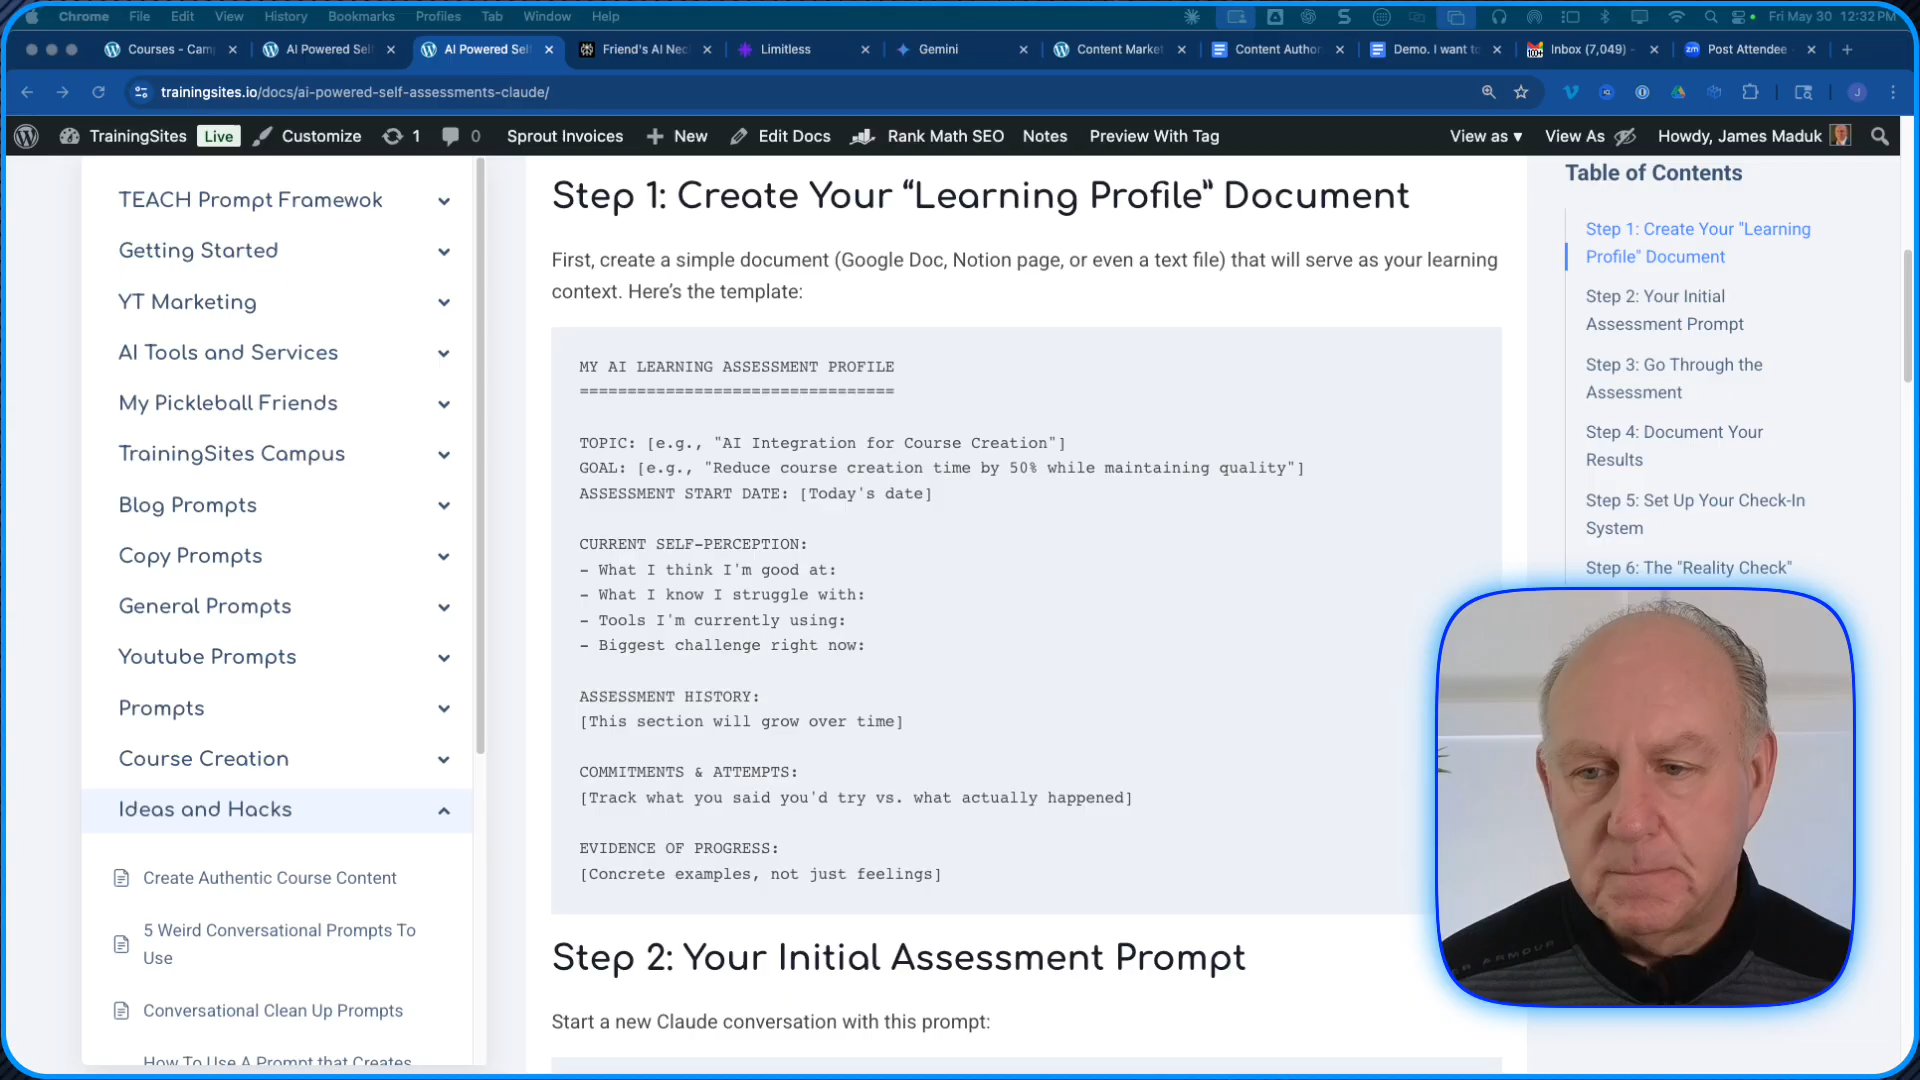 Chrome File Edit View History Bookmarks Profiles Tab Window Help Fri May 30 12:32 PM
Courses - Cam AI Powered Self AI Powered Self Friend's AI Nec Limitless Gemini Content Market Content Author Demo. I want to Inbox (7,049) - Post Attendee -
trainingsites.io/docs/ai-powered-self-assessments-claude/
TrainingSites Live Customize 1 0 Sprout Invoices New Edit Docs Rank Math SEO Notes Preview With Tag View as ▾ View As Howdy, James Maduk
TEACH Prompt Framewok
Getting Started
YT Marketing
AI Tools and Services
My Pickleball Friends
TrainingSites Campus
Blog Prompts
Copy Prompts
General Prompts
Youtube Prompts
Prompts
Course Creation
Ideas and Hacks
Create Authentic Course Content
5 Weird Conversational Prompts To
Use
Conversational Clean Up Prompts
How To Use A Prompt that Creates
Step 1: Create Your “Learning Profile” Document
First, create a simple document (Google Doc, Notion page, or even a text file) that will serve as your learning
context. Here’s the template:
MY AI LEARNING ASSESSMENT PROFILE
=================================
TOPIC: [e.g., "AI Integration for Course Creation"]
GOAL: [e.g., "Reduce course creation time by 50% while maintaining quality"]
ASSESSMENT START DATE: [Today's date]
CURRENT SELF-PERCEPTION:
- What I think I'm good at:
- What I know I struggle with:
- Tools I'm currently using:
- Biggest challenge right now:
ASSESSMENT HISTORY:
[This section will grow over time]
COMMITMENTS & ATTEMPTS:
[Track what you said you'd try vs. what actually happened]
EVIDENCE OF PROGRESS:
[Concrete examples, not just feelings]
Step 2: Your Initial Assessment Prompt
Start a new Claude conversation with this prompt:
Table of Contents
Step 1: Create Your "Learning
Profile" Document
Step 2: Your Initial
Assessment Prompt
Step 3: Go Through the
Assessment
Step 4: Document Your
Results
Step 5: Set Up Your Check-In
System
Step 6: The "Reality Check"
ER ARMOUR